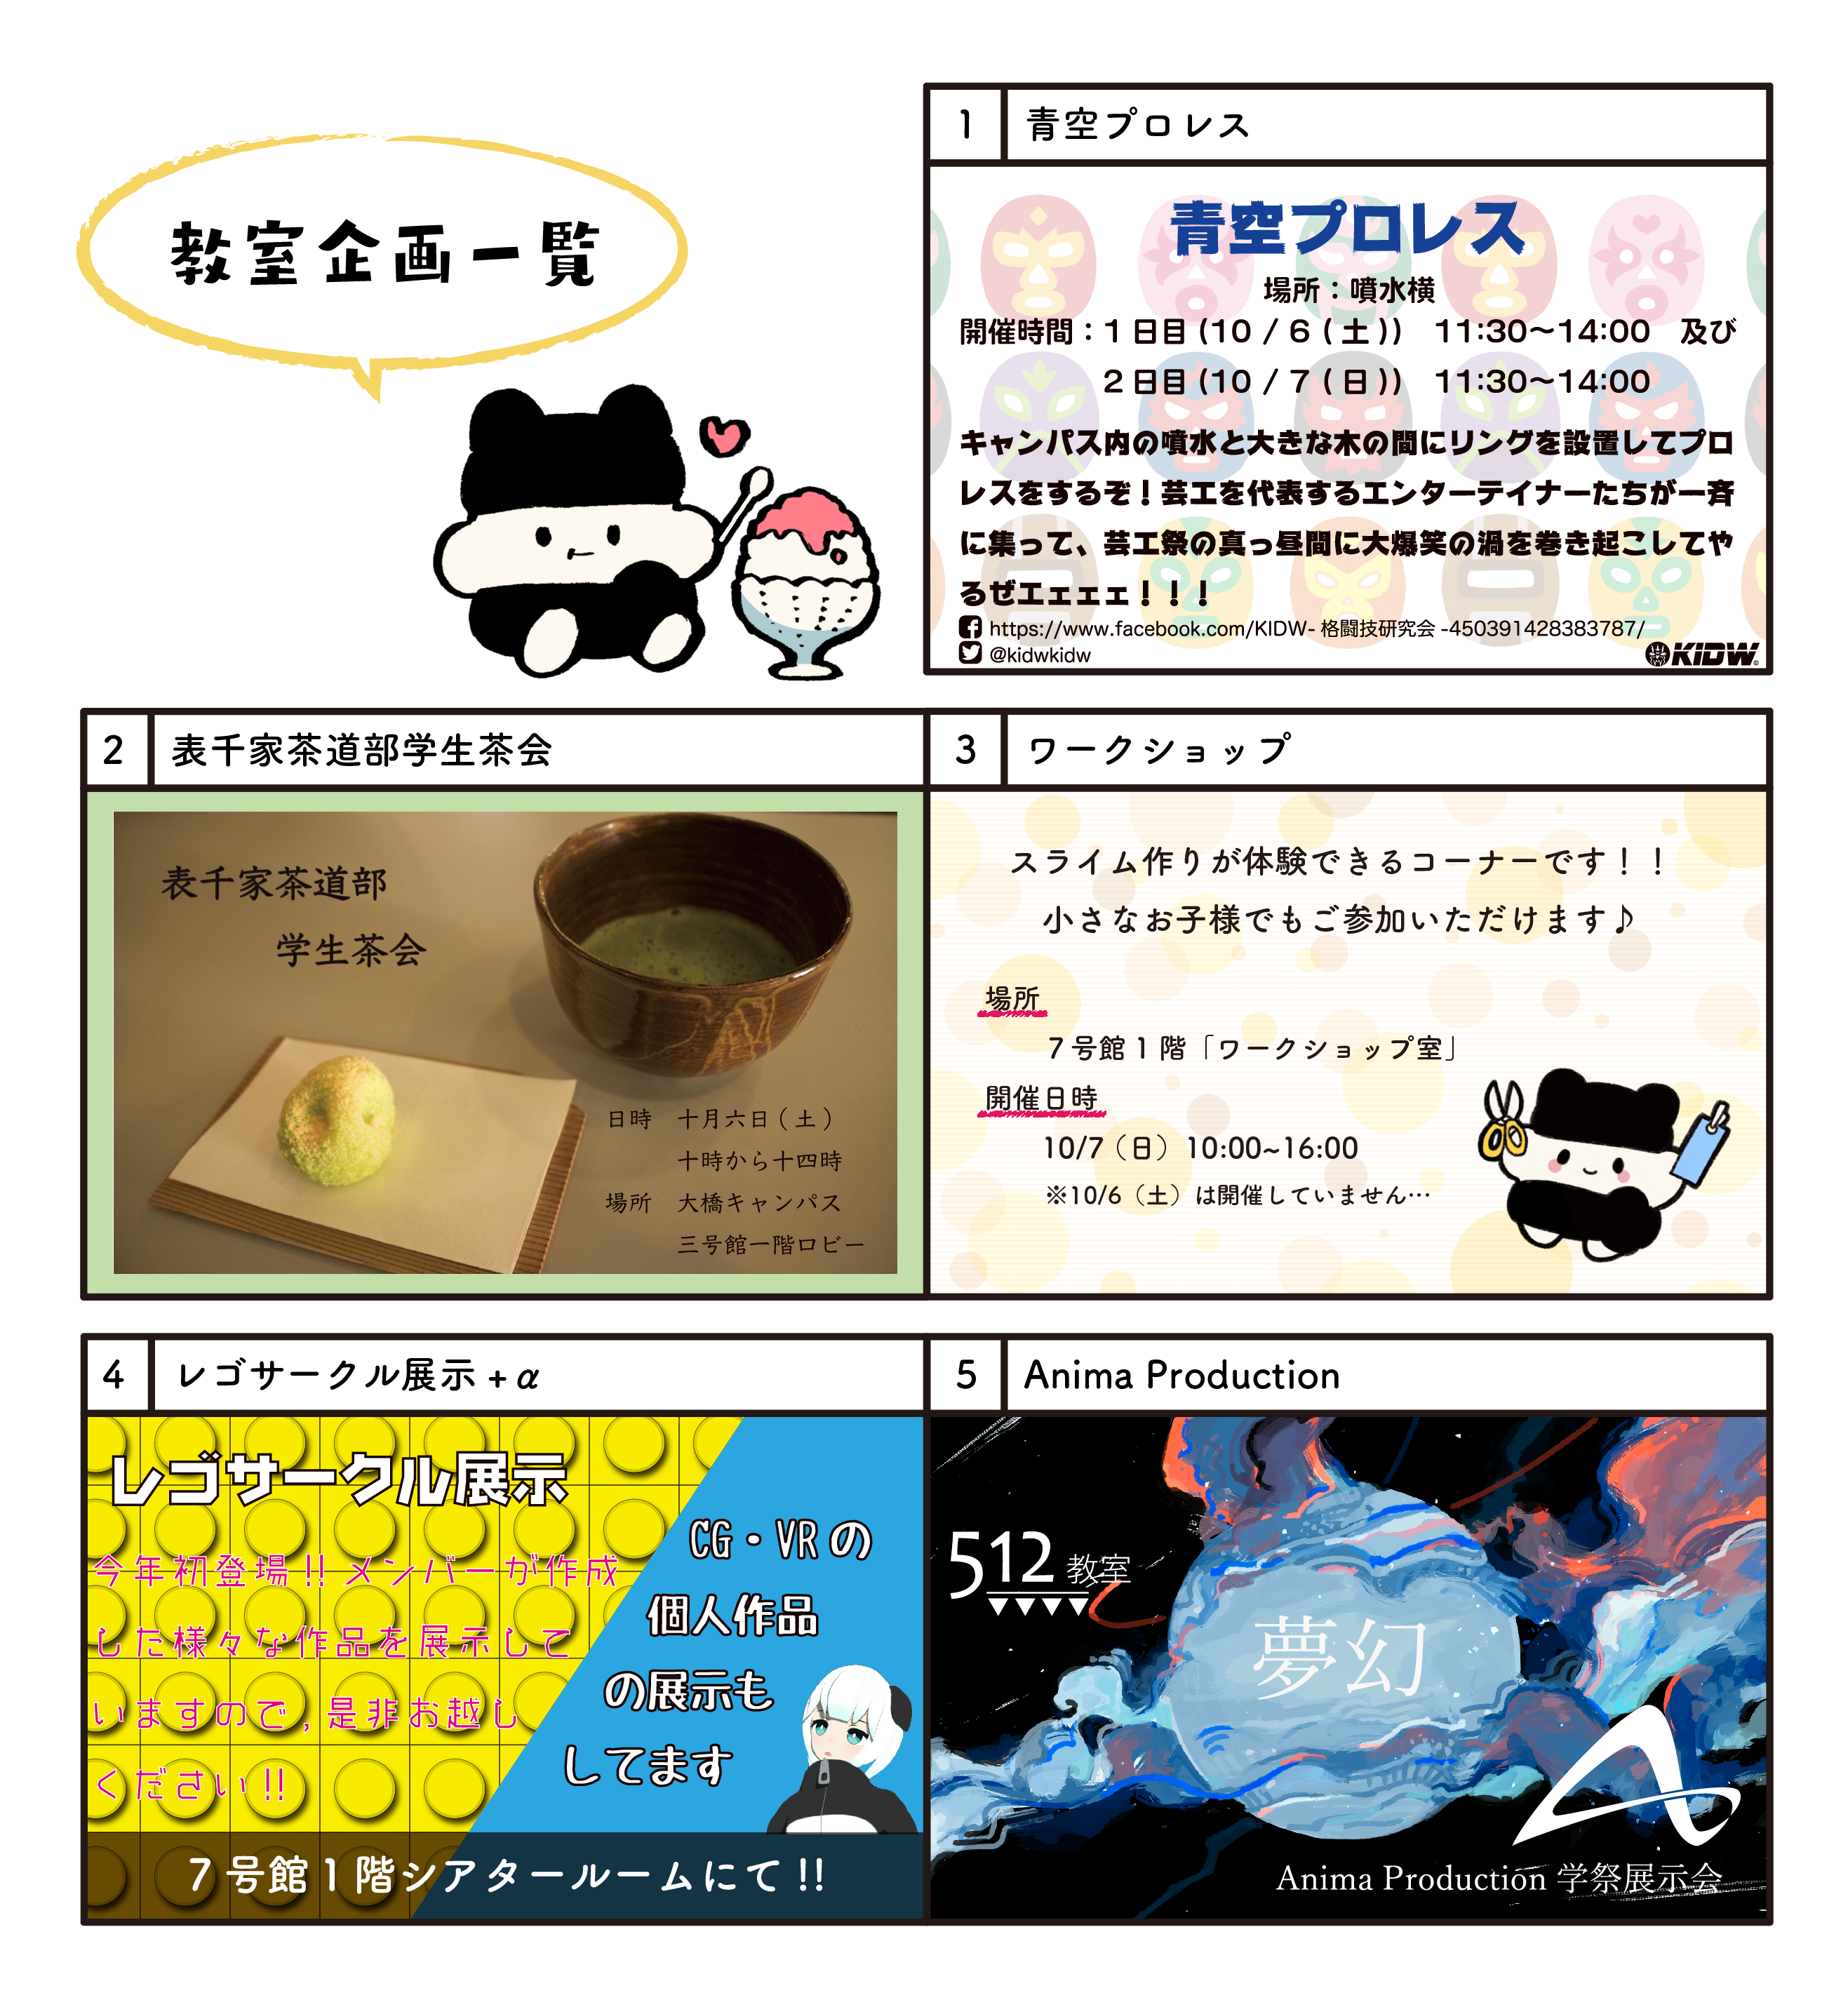 教室企画一覧
1 青空プロレス
青空プロレス
場所：噴水横
開催時間：1日目(10 / 6 (土)) 11:30〜14:00 及び
2日目(10 / 7 (日)) 11:30〜14:00
キャンパス内の噴水と大きな木の間にリングを設置してプロ
レスをするぞ！芸工を代表するエンターテイナーたちが一斉
に集って、芸工祭の真っ昼間に大爆笑の渦を巻き起こしてや
るぜエェェェ！！！
https://www.facebook.com/KIDW-格闘技研究会-450391428383787/
@kidwkidw
KIDW
2 表千家茶道部学生茶会
表千家茶道部
学生茶会
日時 十月六日（土）
十時から十四時
場所 大橋キャンパス
三号館一階ロビー
3 ワークショップ
スライム作りが体験できるコーナーです！！
小さなお子様でもご参加いただけます♪
場所
7号館1階「ワークショップ室」
開催日時
10/7（日）10:00~16:00
※10/6（土）は開催していません…
4 レゴサークル展示+α
レゴサークル展示
今年初登場!!メンバーが作成
した様々な作品を展示して
いますので,是非お越し
ください!!
CG・VRの
個人作品
の展示も
してます
7号館1階シアタールームにて!!
5 Anima Production
512教室
夢幻
Anima Production 学祭展示会